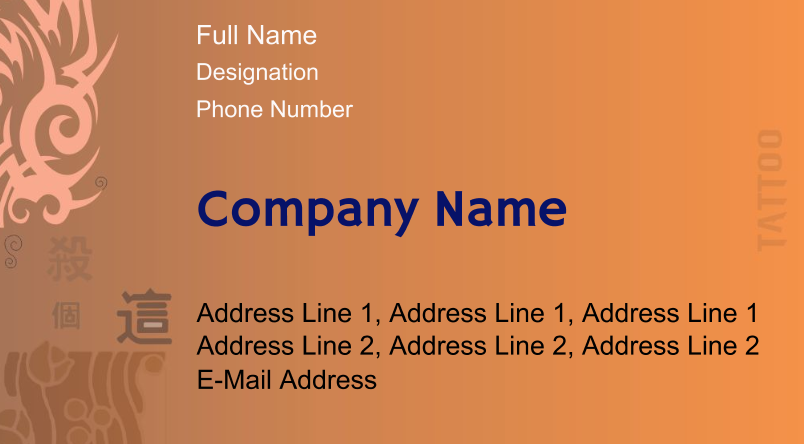 Full Name
Designation
Phone Number
TATTOO
Company Name
殺
個
這
Address Line 1, Address Line 1, Address Line 1
Address Line 2, Address Line 2, Address Line 2
E-Mail Address